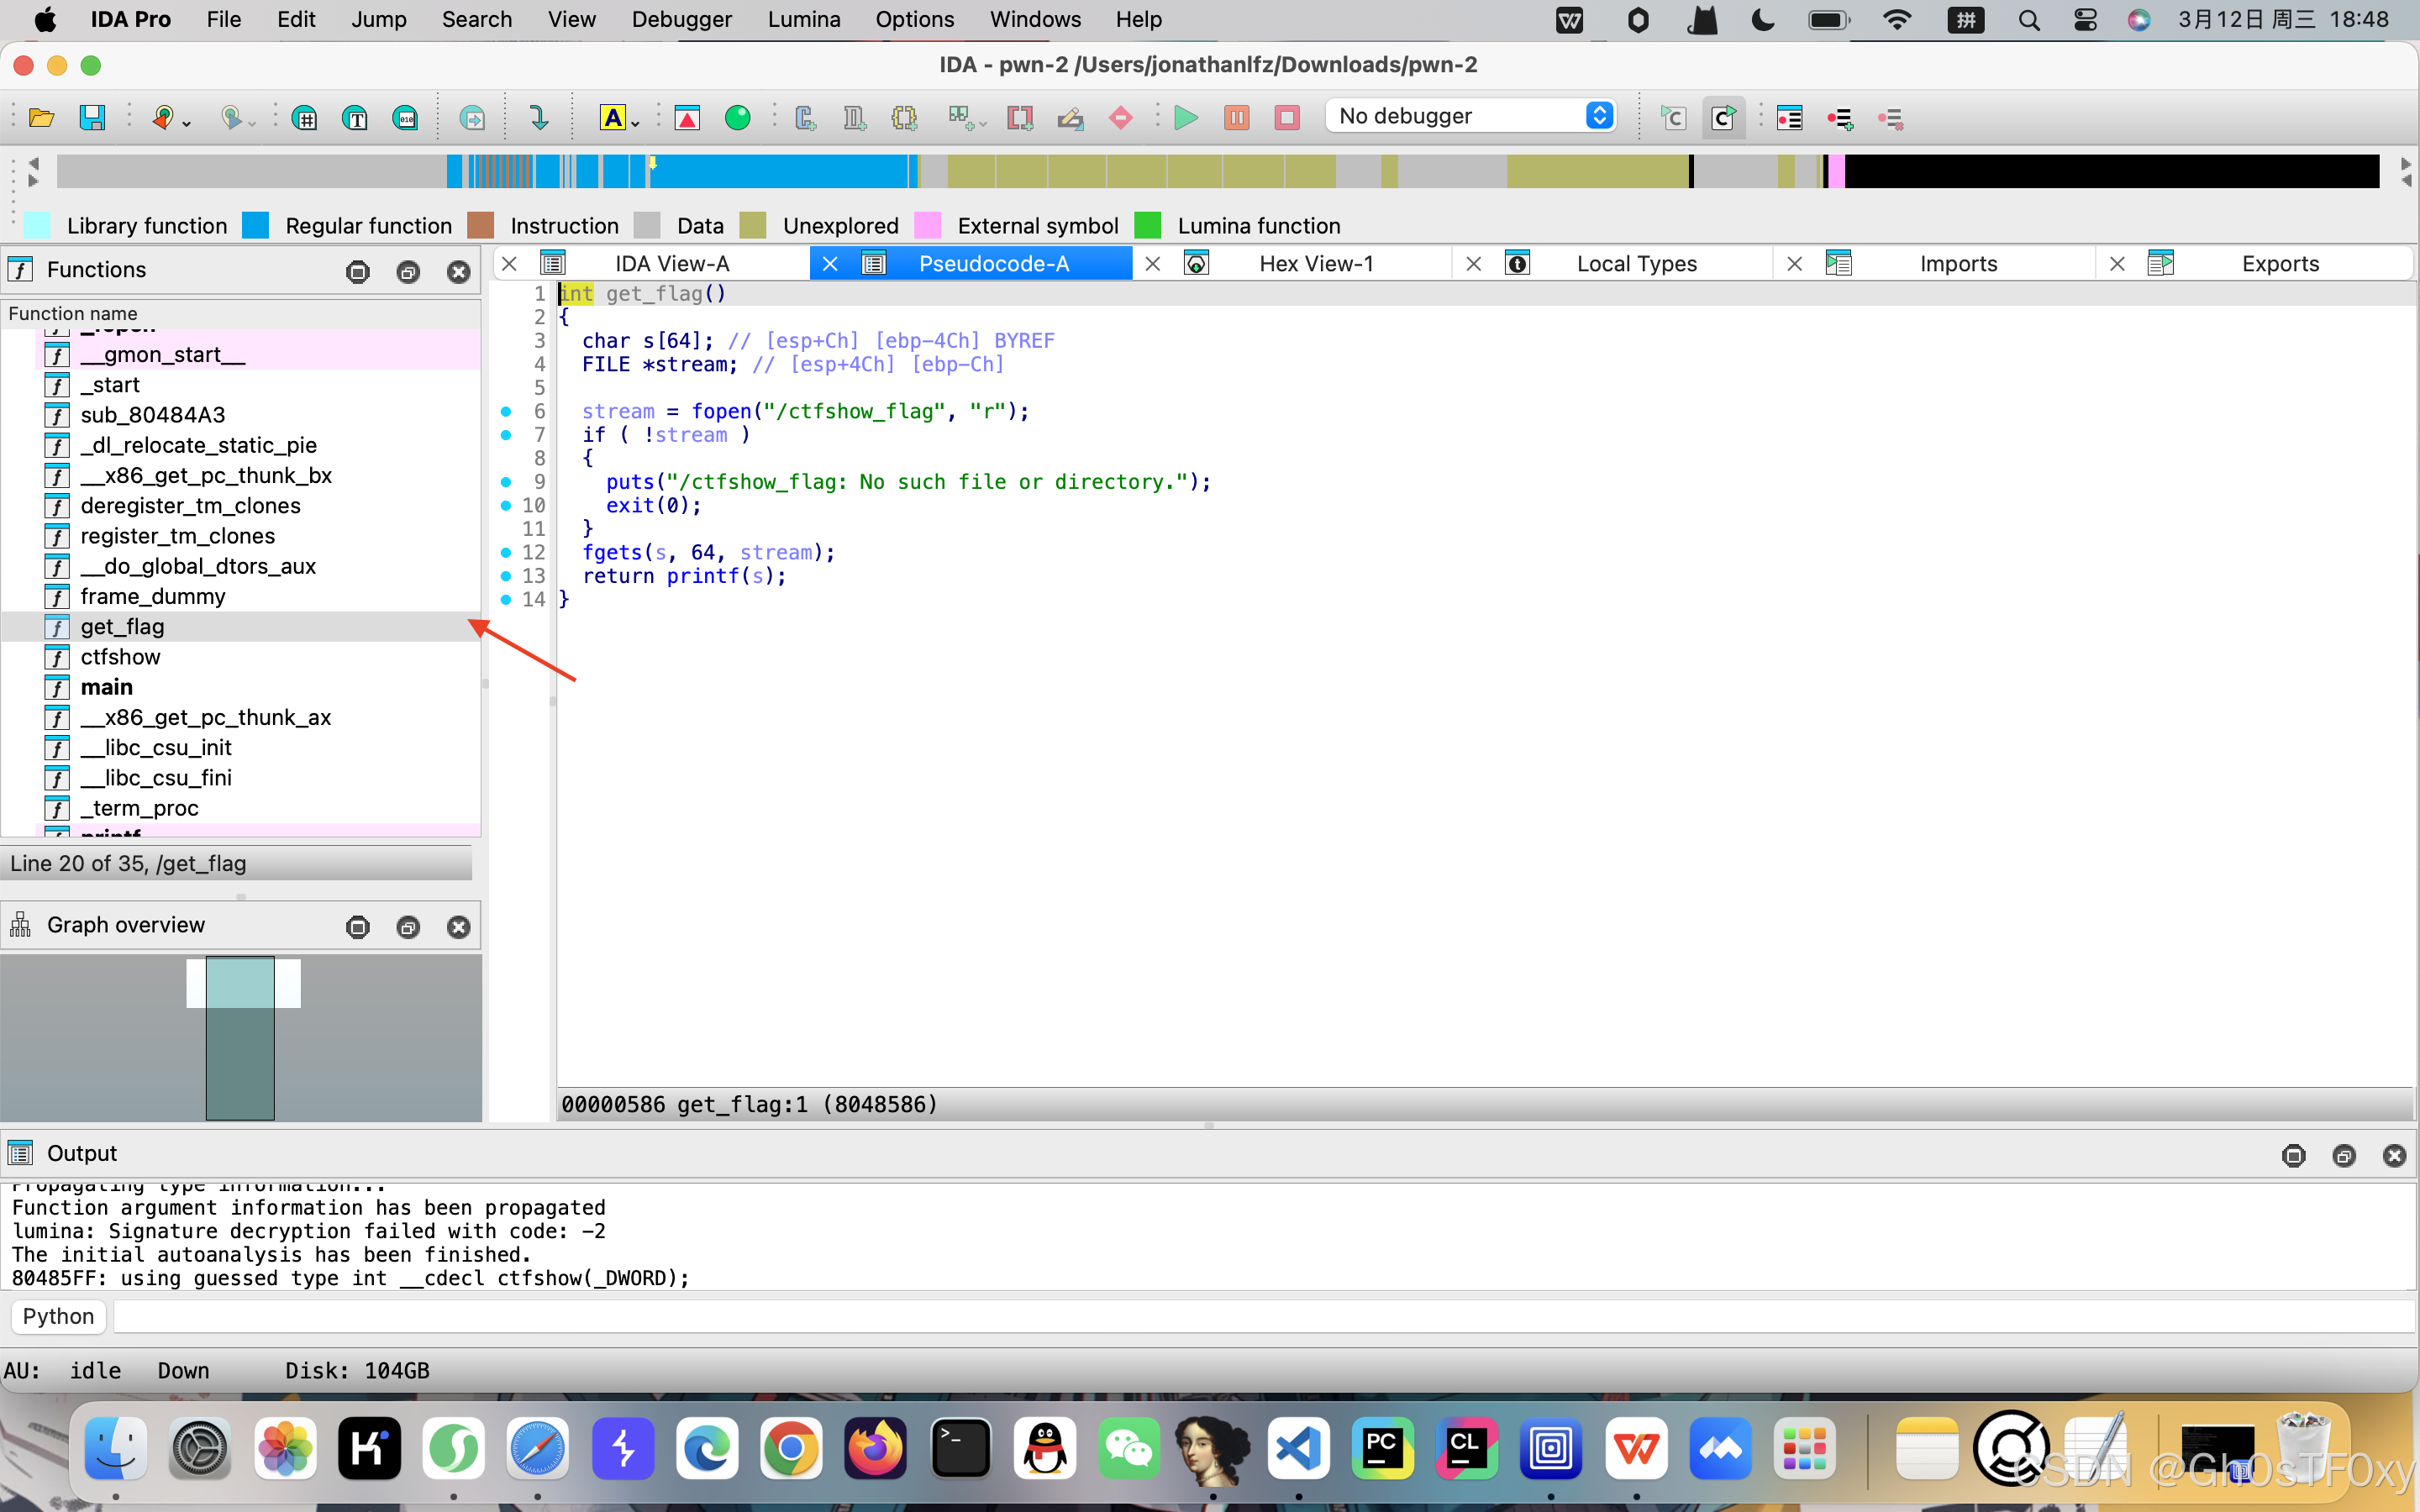 IDA Pro File Edit Jump Search View Debugger Lumina Options Windows Help 拼 3月12日 周三 18:48
IDA - pwn-2 /Users/jonathanlfz/Downloads/pwn-2
No debugger
Library function Regular function Instruction Data Unexplored External symbol Lumina function
Functions
IDA View-A Pseudocode-A Hex View-1 Local Types Imports Exports
Function name
__gmon_start__
_start
sub_80484A3
_dl_relocate_static_pie
__x86_get_pc_thunk_bx
deregister_tm_clones
register_tm_clones
__do_global_dtors_aux
frame_dummy
get_flag
ctfshow
main
__x86_get_pc_thunk_ax
__libc_csu_init
__libc_csu_fini
_term_proc
printf
Line 20 of 35, /get_flag
1 int get_flag()
2 {
3 char s[64]; // [esp+Ch] [ebp-4Ch] BYREF
4 FILE *stream; // [esp+4Ch] [ebp-Ch]
5
6 stream = fopen("/ctfshow_flag", "r");
7 if ( !stream )
8 {
9 puts("/ctfshow_flag: No such file or directory.");
10 exit(0);
11 }
12 fgets(s, 64, stream);
13 return printf(s);
14 }
00000586 get_flag:1 (8048586)
Graph overview
Output
Propagating type information...
Function argument information has been propagated
lumina: Signature decryption failed with code: -2
The initial autoanalysis has been finished.
80485FF: using guessed type int __cdecl ctfshow(_DWORD);
Python
AU: idle Down Disk: 104GB
PC
CL
CSDN @Gh0sTF0xy